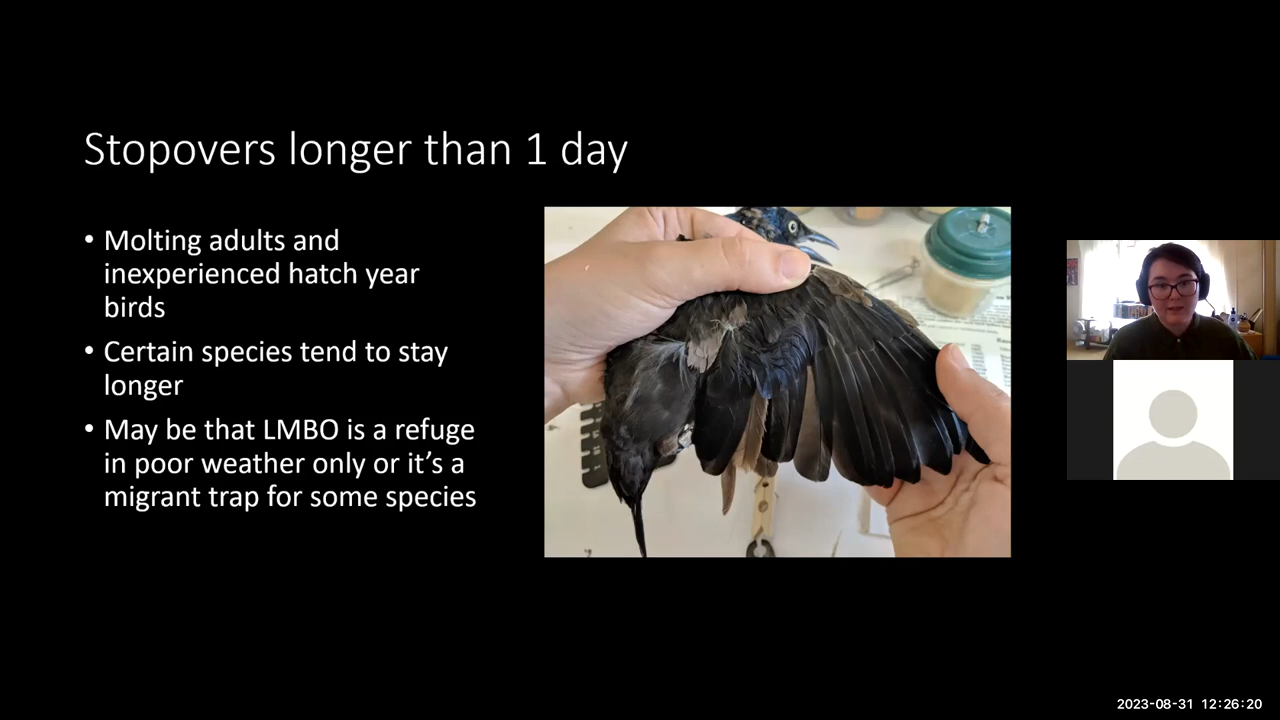 Stopovers longer than 1 day
• Molting adults and
inexperienced hatch year
birds
• Certain species tend to stay
longer
• May be that LMBO is a refuge
in poor weather only or it’s a
migrant trap for some species
2023-08-31 12:26:20